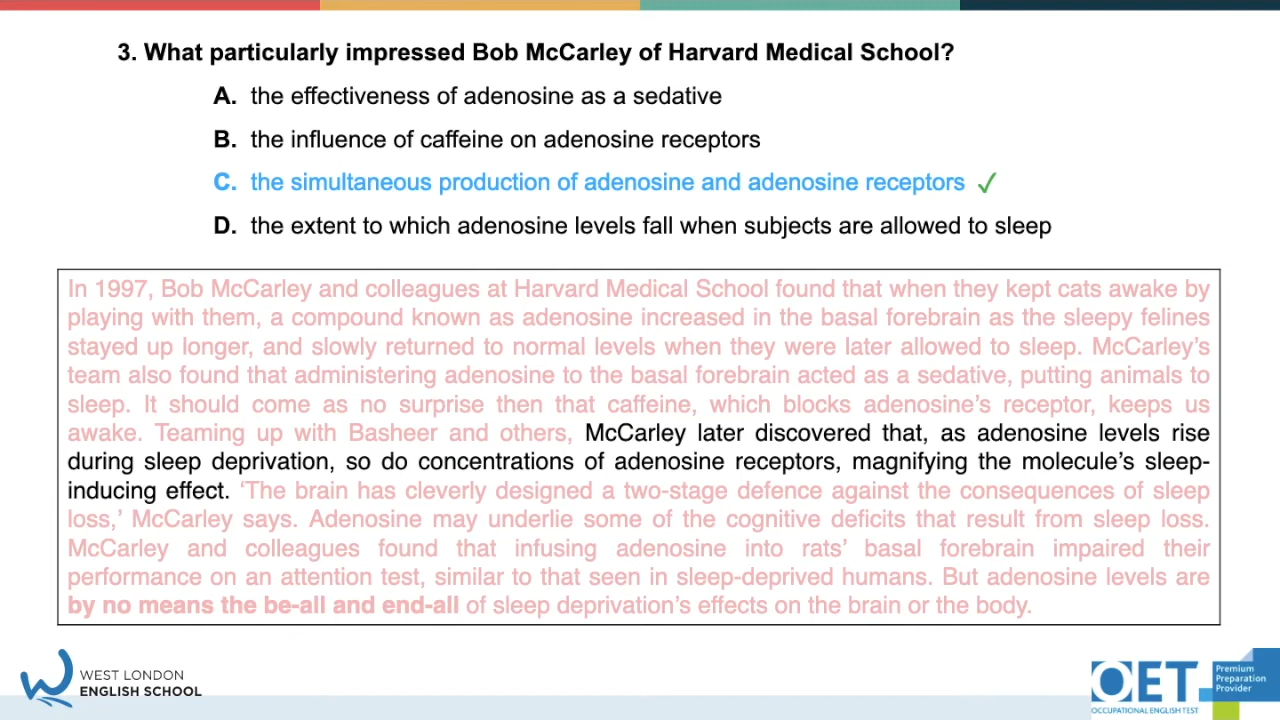 3. What particularly impressed Bob McCarley of Harvard Medical School?
A. the effectiveness of adenosine as a sedative
B. the influence of caffeine on adenosine receptors
C. the simultaneous production of adenosine and adenosine receptors ✓
D. the extent to which adenosine levels fall when subjects are allowed to sleep
In 1997, Bob McCarley and colleagues at Harvard Medical School found that when they kept cats awake by
playing with them, a compound known as adenosine increased in the basal forebrain as the sleepy felines
stayed up longer, and slowly returned to normal levels when they were later allowed to sleep. McCarley’s
team also found that administering adenosine to the basal forebrain acted as a sedative, putting animals to
sleep. It should come as no surprise then that caffeine, which blocks adenosine’s receptor, keeps us
awake. Teaming up with Basheer and others, McCarley later discovered that, as adenosine levels rise
during sleep deprivation, so do concentrations of adenosine receptors, magnifying the molecule’s sleep-
inducing effect. ‘The brain has cleverly designed a two-stage defence against the consequences of sleep
loss,’ McCarley says. Adenosine may underlie some of the cognitive deficits that result from sleep loss.
McCarley and colleagues found that infusing adenosine into rats’ basal forebrain impaired their
performance on an attention test, similar to that seen in sleep-deprived humans. But adenosine levels are
by no means the be-all and end-all of sleep deprivation’s effects on the brain or the body.
WEST LONDON
ENGLISH SCHOOL
OET
OCCUPATIONAL ENGLISH TEST
Premium
Preparation
Provider